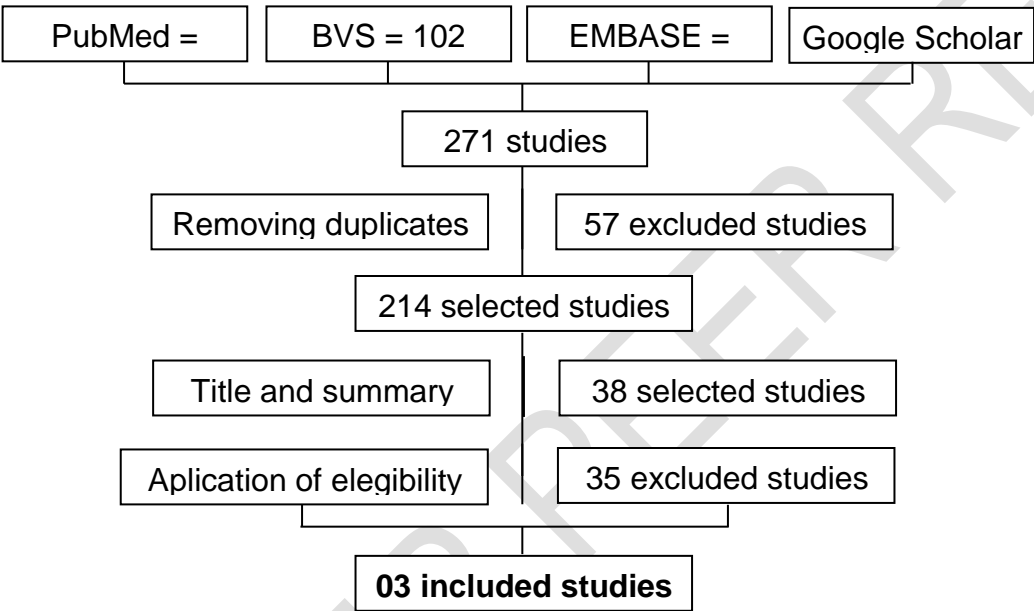 PubMed =
BVS = 102
EMBASE =
Google Scholar
271 studies
Removing duplicates
57 excluded studies
214 selected studies
Title and summary
38 selected studies
Aplication of elegibility
35 excluded studies
03 included studies
PEER